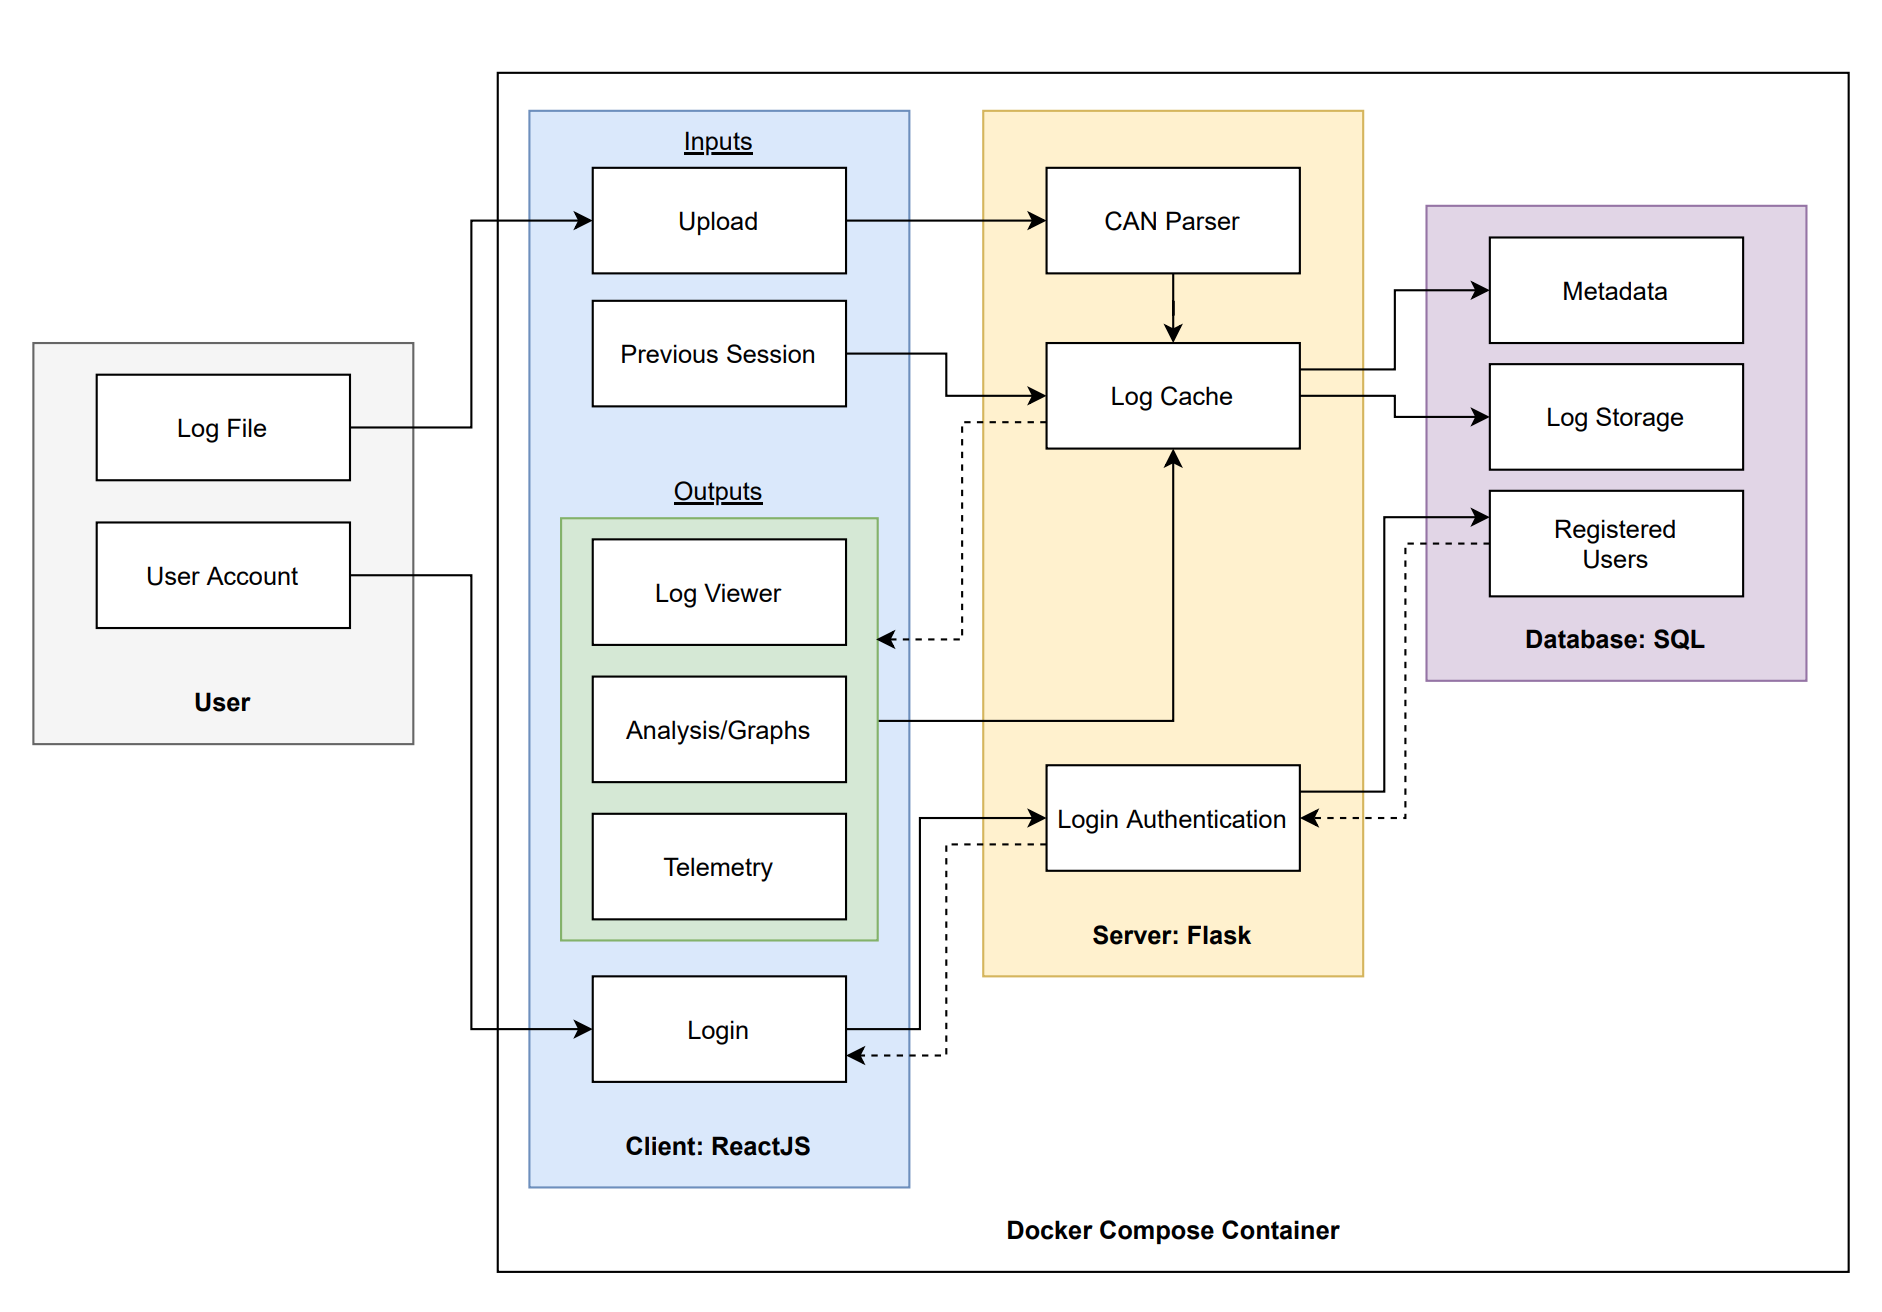 Log File
User Account
User
Inputs
Upload
Previous Session
Outputs
Log Viewer
Analysis/Graphs
Telemetry
Login
Client: ReactJS
CAN Parser
Log Cache
Login Authentication
Server: Flask
Metadata
Log Storage
Registered
Users
Database: SQL
Docker Compose Container